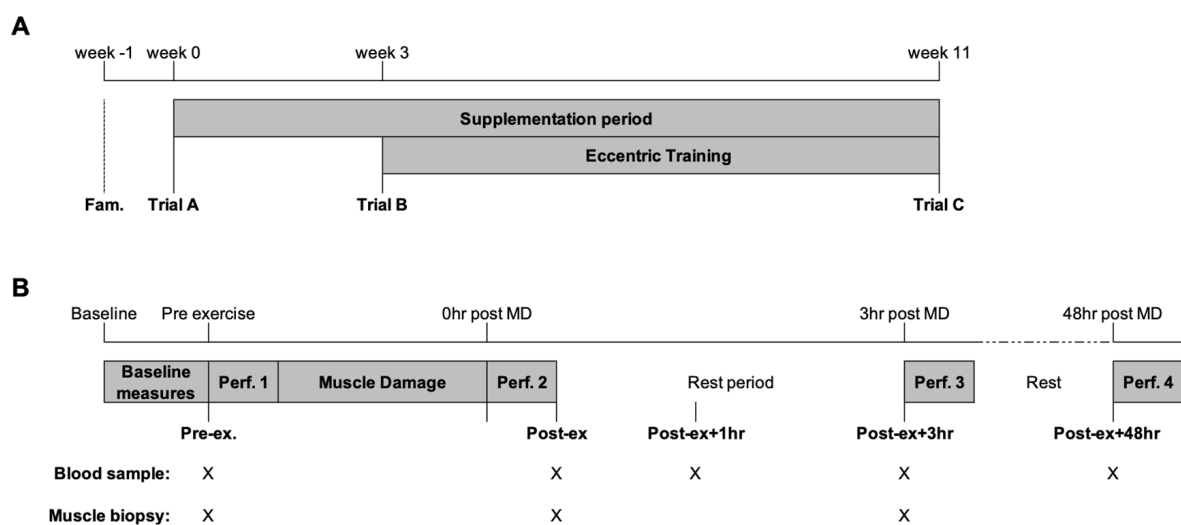 A
week -1 week 0 week 3 week 11
Supplementation period
Eccentric Training
Fam. Trial A Trial B Trial C
B
Baseline Pre exercise 0hr post MD 3hr post MD 48hr post MD
Baseline
measures
Perf. 1 Muscle Damage Perf. 2 Rest period Perf. 3 Rest Perf. 4
Pre-ex. Post-ex Post-ex+1hr Post-ex+3hr Post-ex+48hr
Blood sample: X X X X X
Muscle biopsy: X X X